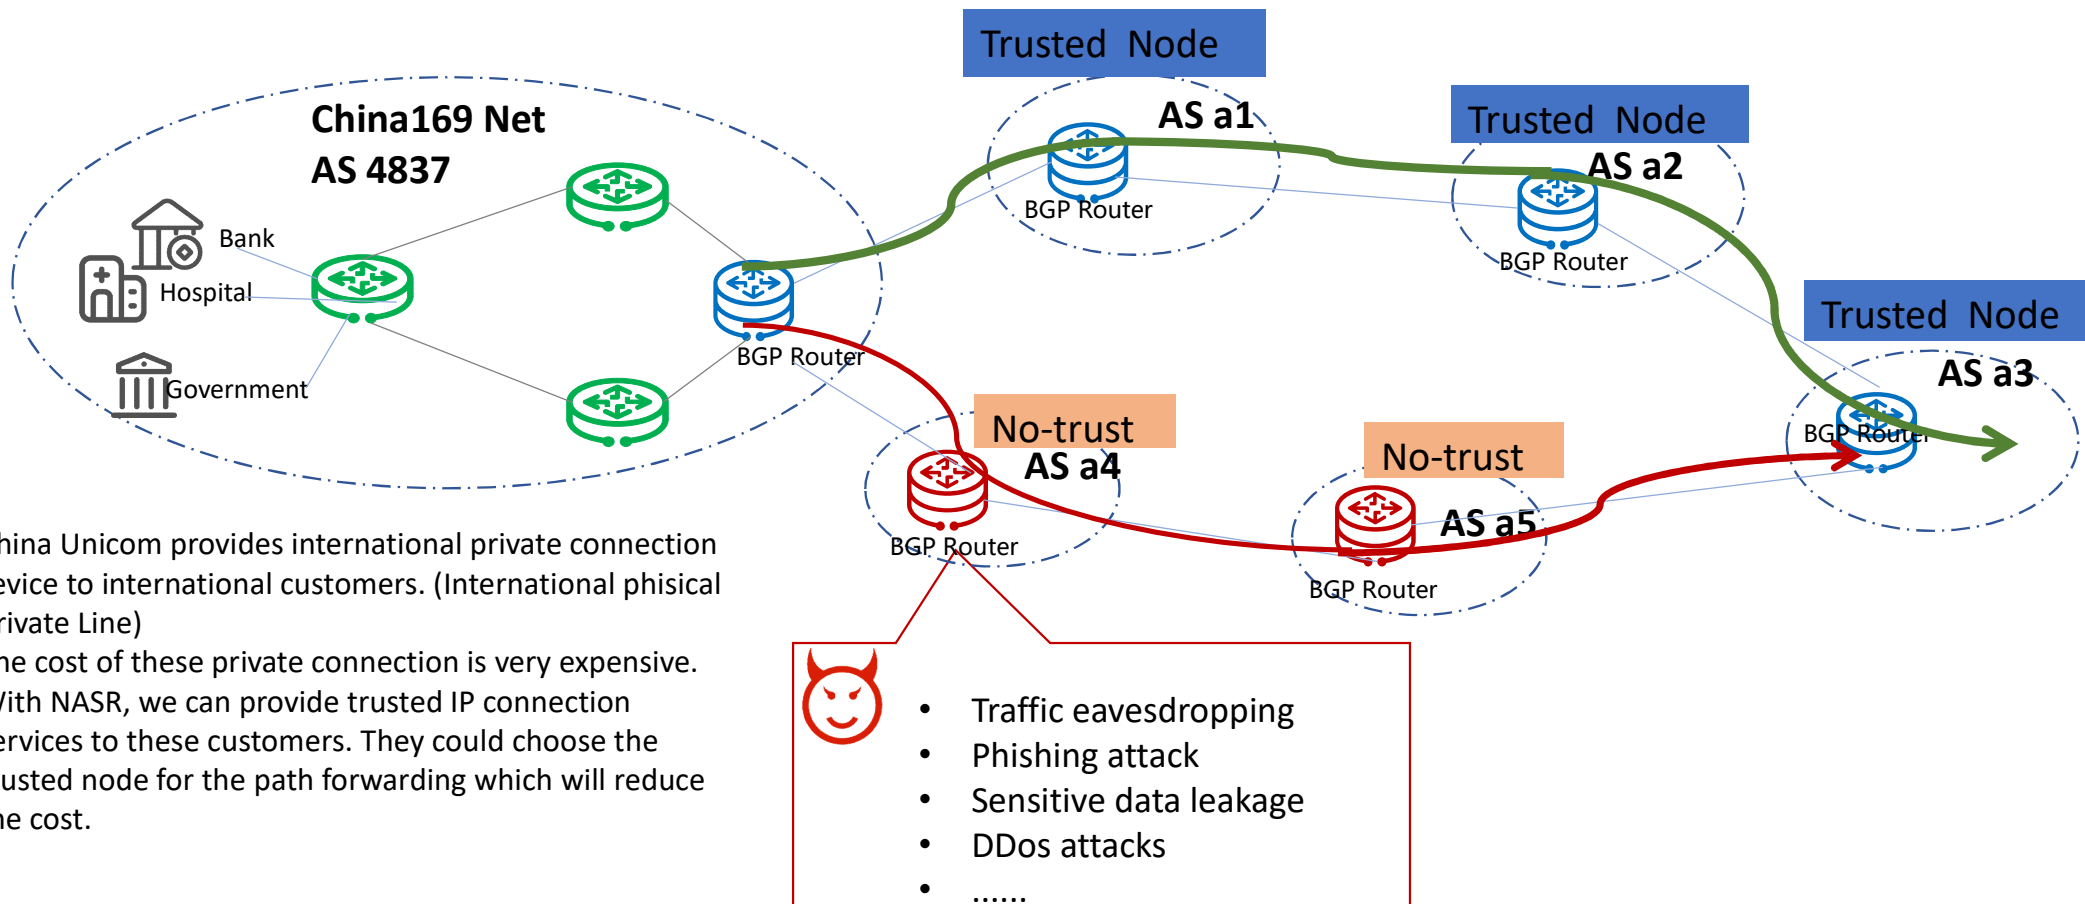 Trusted Node
China169 Net
AS 4837
AS a1
Trusted Node
AS a2
BGP Router
Bank
BGP Router
Hospital
Trusted Node
BGP Router
Government
AS a3
No-trust
AS a4
No-trust
BGP Router
AS a5
BGP Router
BGP Router
hina Unicom provides international private connection
evice to international customers. (International phisical
rivate Line)
he cost of these private connection is very expensive.
With NASR, we can provide trusted IP connection
ervices to these customers. They could choose the
rusted node for the path forwarding which will reduce
he cost.
• Traffic eavesdropping
• Phishing attack
• Sensitive data leakage
• DDos attacks
• ......